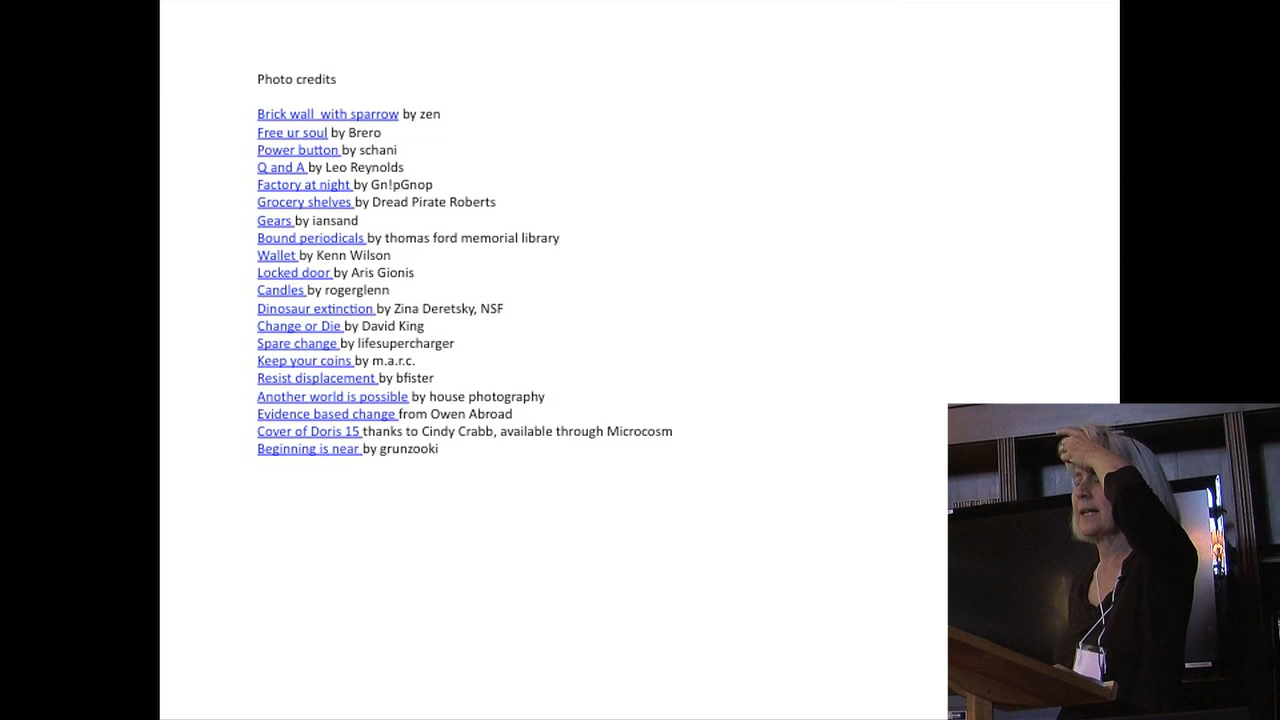 Photo credits
Brick wall  with sparrow by zen
Free ur soul by Brero
Power button by schani
Q and A by Leo Reynolds
Factory at night by Gn!pGnop
Grocery shelves by Dread Pirate Roberts
Gears by iansand
Bound periodicals by thomas ford memorial library
Wallet by Kenn Wilson
Locked door by Aris Gionis
Candles by rogerglenn
Dinosaur extinction by Zina Deretsky, NSF
Change or Die by David King
Spare change by lifesupercharger
Keep your coins by m.a.r.c.
Resist displacement by bfister
Another world is possible by house photography
Evidence based change from Owen Abroad
Cover of Doris 15 thanks to Cindy Crabb, available through Microcosm
Beginning is near by grunzooki